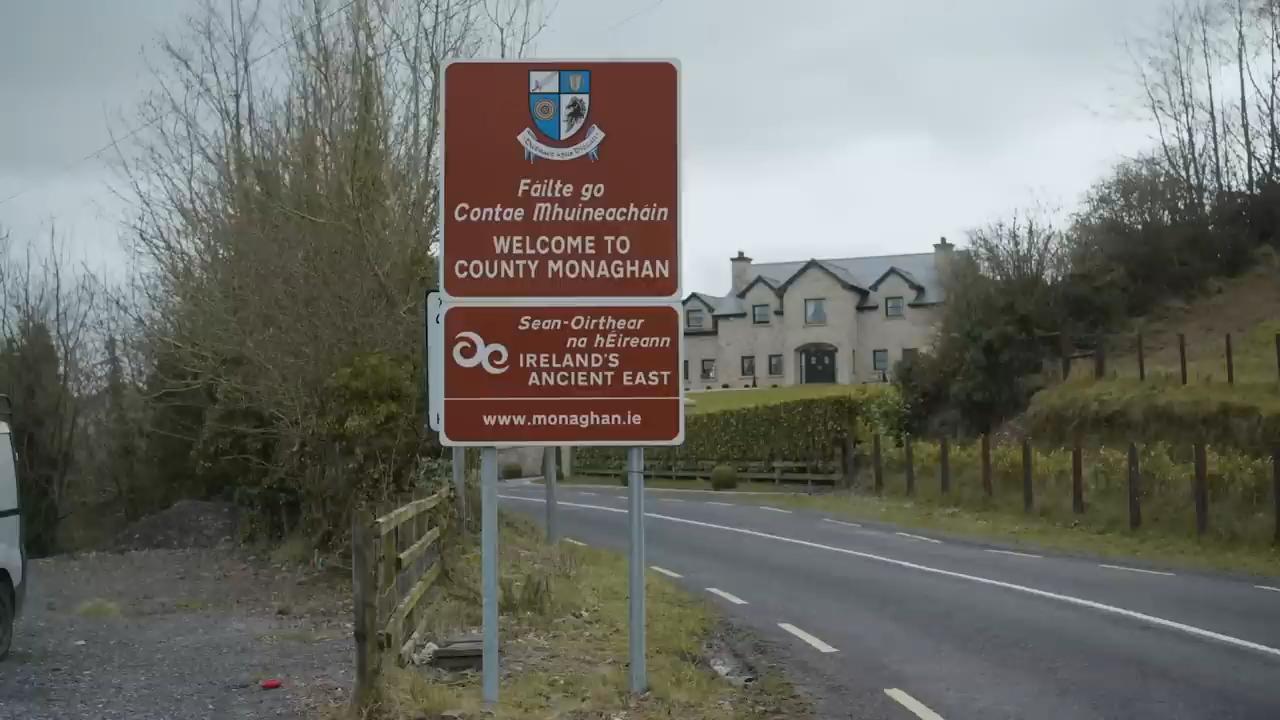 Fáilte go
Contae Mhuineacháin
WELCOME TO
COUNTY MONAGHAN
Sean-Oirthear
na hÉireann
IRELAND'S
ANCIENT EAST
www.monaghan.ie